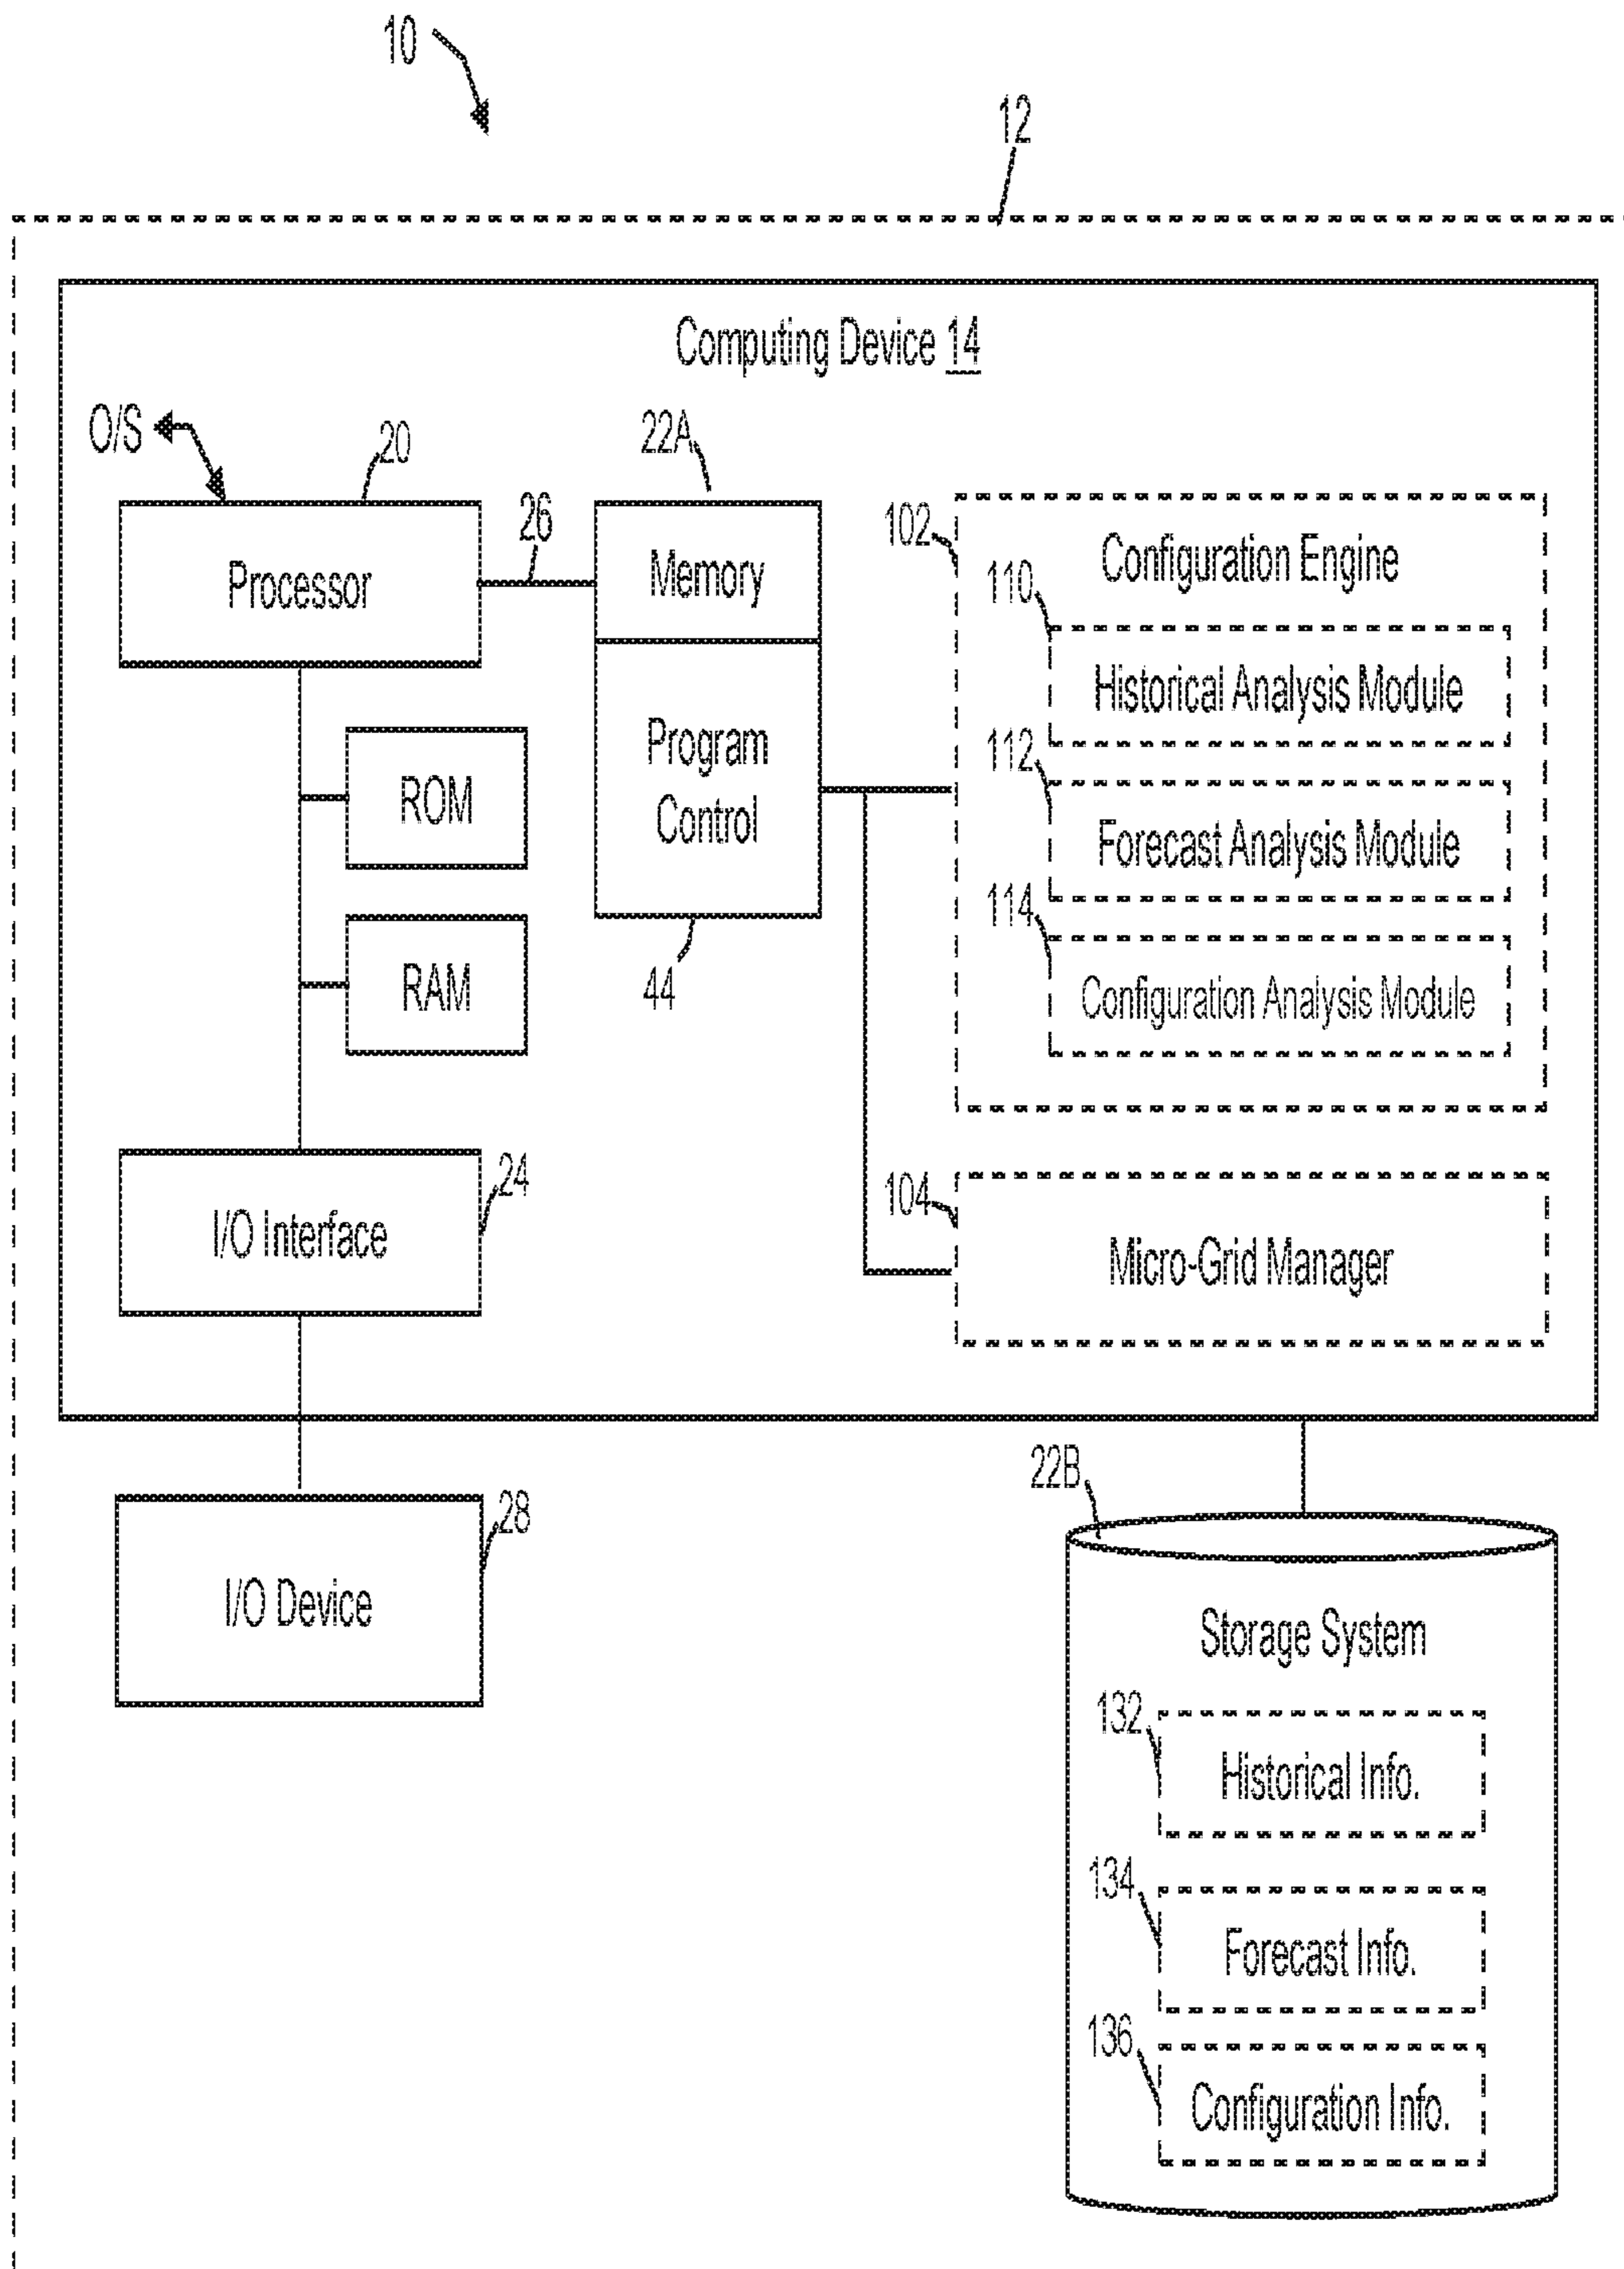 10
12
Computing Device 14
O/S
20
22A
26
102
Processor
Memory
Configuration Engine
110
Historical Analysis Module
Program
Control
112
ROM
Forecast Analysis Module
114
44
RAM
Configuration Analysis Module
24
104
I/O Interface
Micro-Grid Manager
22B
28
I/O Device
Storage System
132
Historical Info.
134
Forecast Info.
136
Configuration Info.